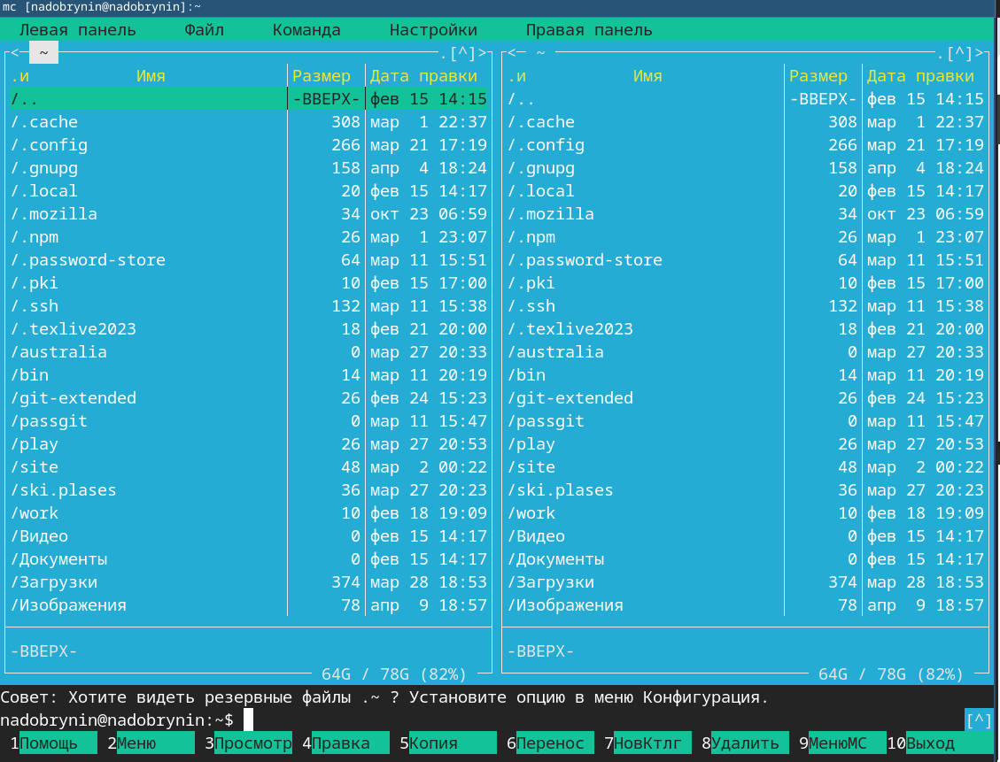 mc [nadobrynin@nadobrynin]:~
Левая панель Файл Команда Настройки Правая панель
<─ ~ .[^]> <─ ~ .[^]>
.и Имя Размер Дата правки .и Имя Размер Дата правки
/.. -ВВЕРХ- фев 15 14:15 /.. -ВВЕРХ- фев 15 14:15
/.cache 308 мар 1 22:37 /.cache 308 мар 1 22:37
/.config 266 мар 21 17:19 /.config 266 мар 21 17:19
/.gnupg 158 апр 4 18:24 /.gnupg 158 апр 4 18:24
/.local 20 фев 15 14:17 /.local 20 фев 15 14:17
/.mozilla 34 окт 23 06:59 /.mozilla 34 окт 23 06:59
/.npm 26 мар 1 23:07 /.npm 26 мар 1 23:07
/.password-store 64 мар 11 15:51 /.password-store 64 мар 11 15:51
/.pki 10 фев 15 17:00 /.pki 10 фев 15 17:00
/.ssh 132 мар 11 15:38 /.ssh 132 мар 11 15:38
/.texlive2023 18 фев 21 20:00 /.texlive2023 18 фев 21 20:00
/australia 0 мар 27 20:33 /australia 0 мар 27 20:33
/bin 14 мар 11 20:19 /bin 14 мар 11 20:19
/git-extended 26 фев 24 15:23 /git-extended 26 фев 24 15:23
/passgit 0 мар 11 15:47 /passgit 0 мар 11 15:47
/play 26 мар 27 20:53 /play 26 мар 27 20:53
/site 48 мар 2 00:22 /site 48 мар 2 00:22
/ski.plases 36 мар 27 20:23 /ski.plases 36 мар 27 20:23
/work 10 фев 18 19:09 /work 10 фев 18 19:09
/Видео 0 фев 15 14:17 /Видео 0 фев 15 14:17
/Документы 0 фев 15 14:17 /Документы 0 фев 15 14:17
/Загрузки 374 мар 28 18:53 /Загрузки 374 мар 28 18:53
/Изображения 78 апр 9 18:57 /Изображения 78 апр 9 18:57
-ВВЕРХ- -ВВЕРХ-
64G / 78G (82%) 64G / 78G (82%)
Совет: Хотите видеть резервные файлы .~ ? Установите опцию в меню Конфигурация.
nadobrynin@nadobrynin:~$ [^]
1Помощь 2Меню 3Просмотр 4Правка 5Копия 6Перенос 7НовКтлг 8Удалить 9МенюМС 10Выход